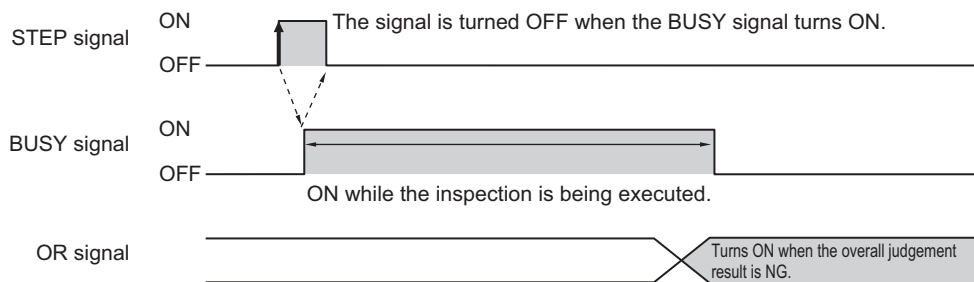 ON
The signal is turned OFF when the BUSY signal turns ON.
STEP signal
OFF
ON
BUSY signal
OFF
ON while the inspection is being executed.
OR signal
Turns ON when the overall judgement
result is NG.